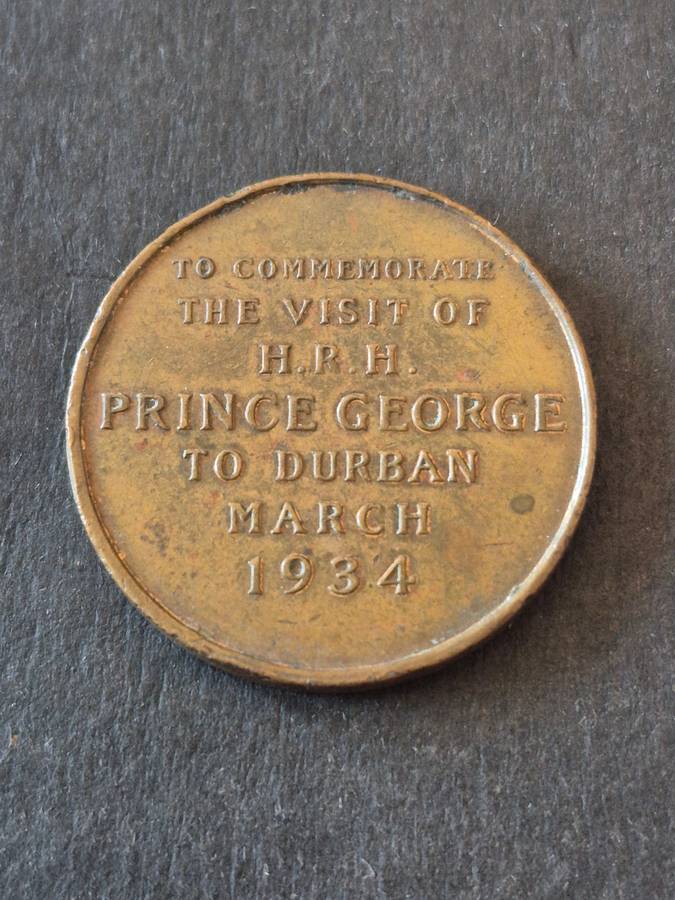 TO COMMEMORATE
THE VISIT OF
H.R.H.
PRINCE GEORGE
TO DURBAN
MARCH
1934